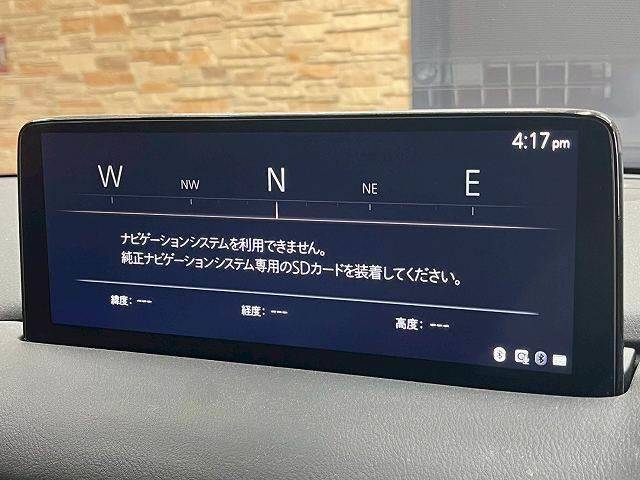 4:17pm
W NW N NE E
ナビゲーションシステムを利用できません。
純正ナビゲーションシステム専用のSDカードを装着してください。
緯度: --- 経度: --- 高度: ---